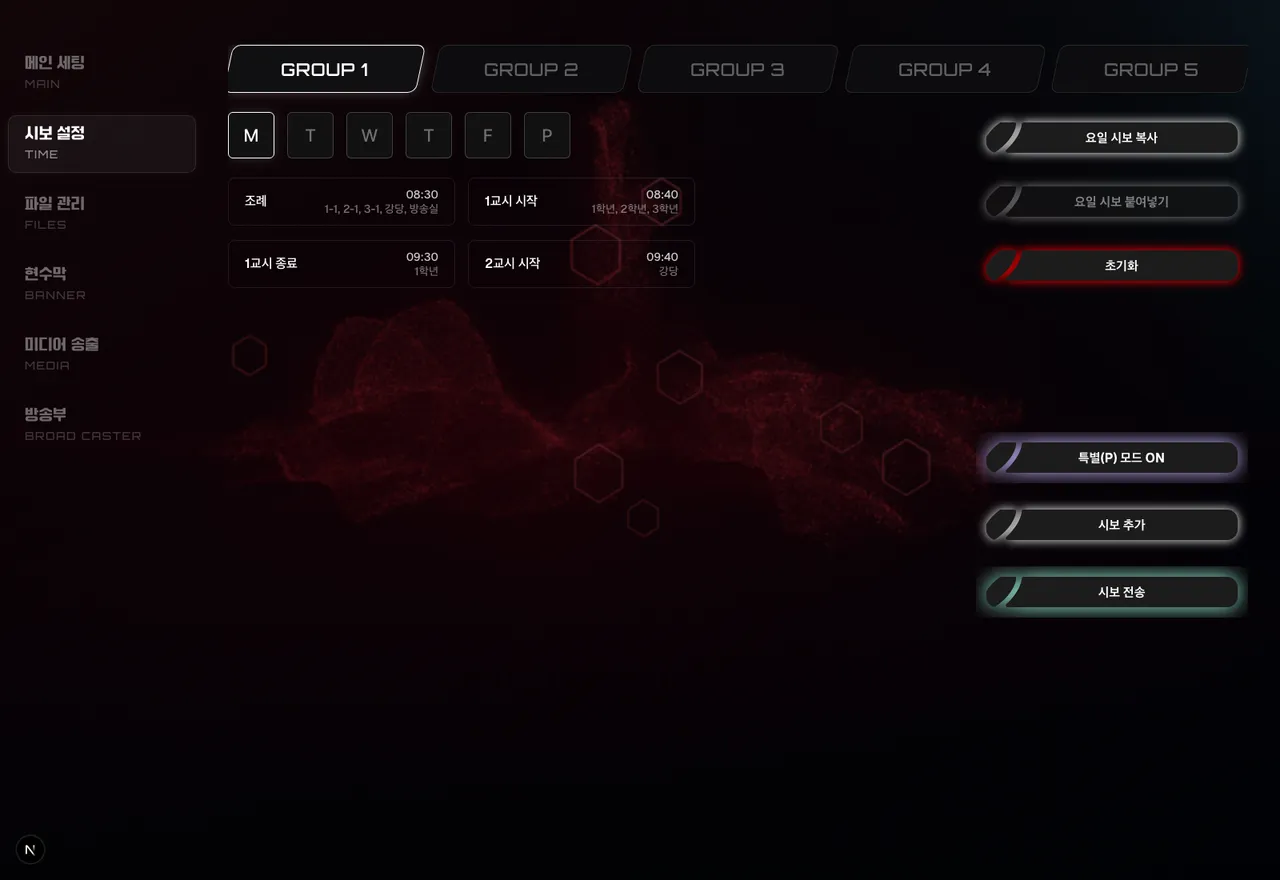 메인 세팅
MAIN
시보 설정
TIME
파일 관리
FILES
현수막
BANNER
미디어 송출
MEDIA
방송부
BROAD CASTER
GROUP 1
GROUP 2
GROUP 3
GROUP 4
GROUP 5
M
T
W
T
F
P
조례
08:30
1-1, 2-1, 3-1, 강당, 방송실
1교시 시작
08:40
1학년, 2학년, 3학년
1교시 종료
09:30
1학년
2교시 시작
09:40
강당
요일 시보 복사
요일 시보 붙여넣기
초기화
특별(P) 모드 ON
시보 추가
시보 전송
N